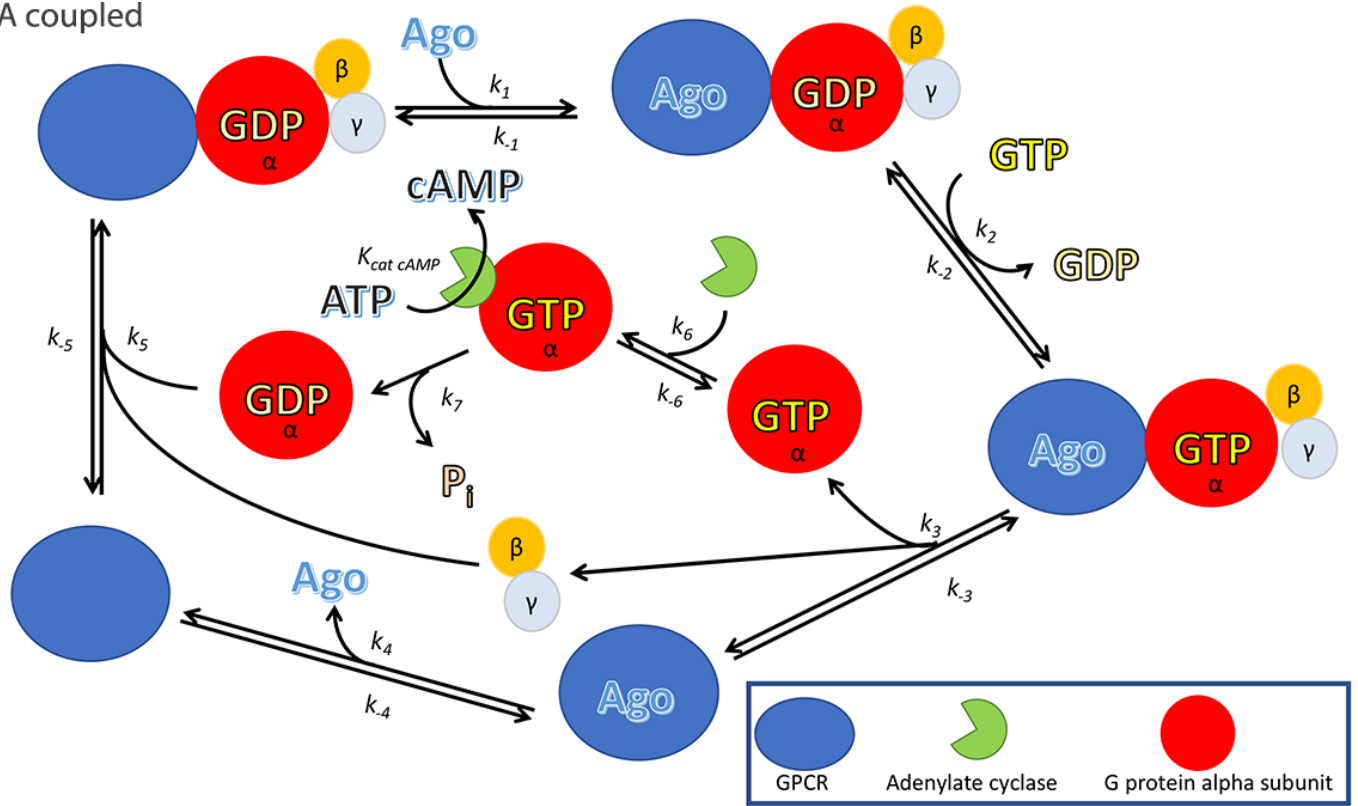 A coupled
Ago
β
GDP
γ
α
k1
k-1
Ago
GDP
β
γ
α
GTP
k2
k-2
GDP
cAMP
Kcat cAMP
ATP
GTP
α
k6
k-6
k-5
k5
GDP
α
k7
Pi
GTP
α
Ago
GTP
β
γ
α
k3
k-3
β
γ
Ago
k4
k-4
Ago
GPCR
Adenylate cyclase
G protein alpha subunit